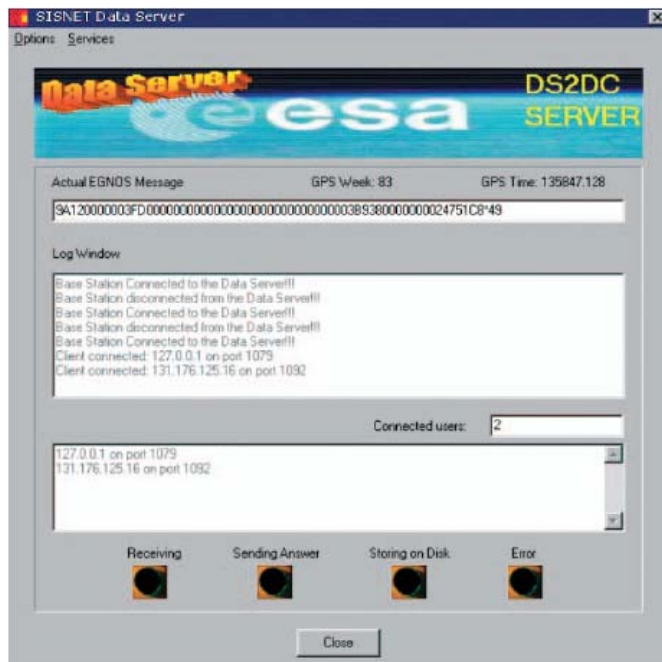 SISNET Data Server
Options Services
Data Server
esa
DS2DC
SERVER
Actual EGNOS Message GPS Week: 83 GPS Time: 135847.128
Log Window
Base Station Connected to the Data Server!!!
Base Station disconnected from the Data Server!!!
Base Station Connected to the Data Server!!!
Base Station disconnected from the Data Server!!!
Base Station Connected to the Data Server!!!
Client connected: 127.0.0.1 on port 1079
Client connected: 131.176.125.16 on port 1092
Connected users: 2
127.0.0.1 on port 1079
131.176.125.16 on port 1092
Receiving Sending Answer Storing on Disk Error
Close